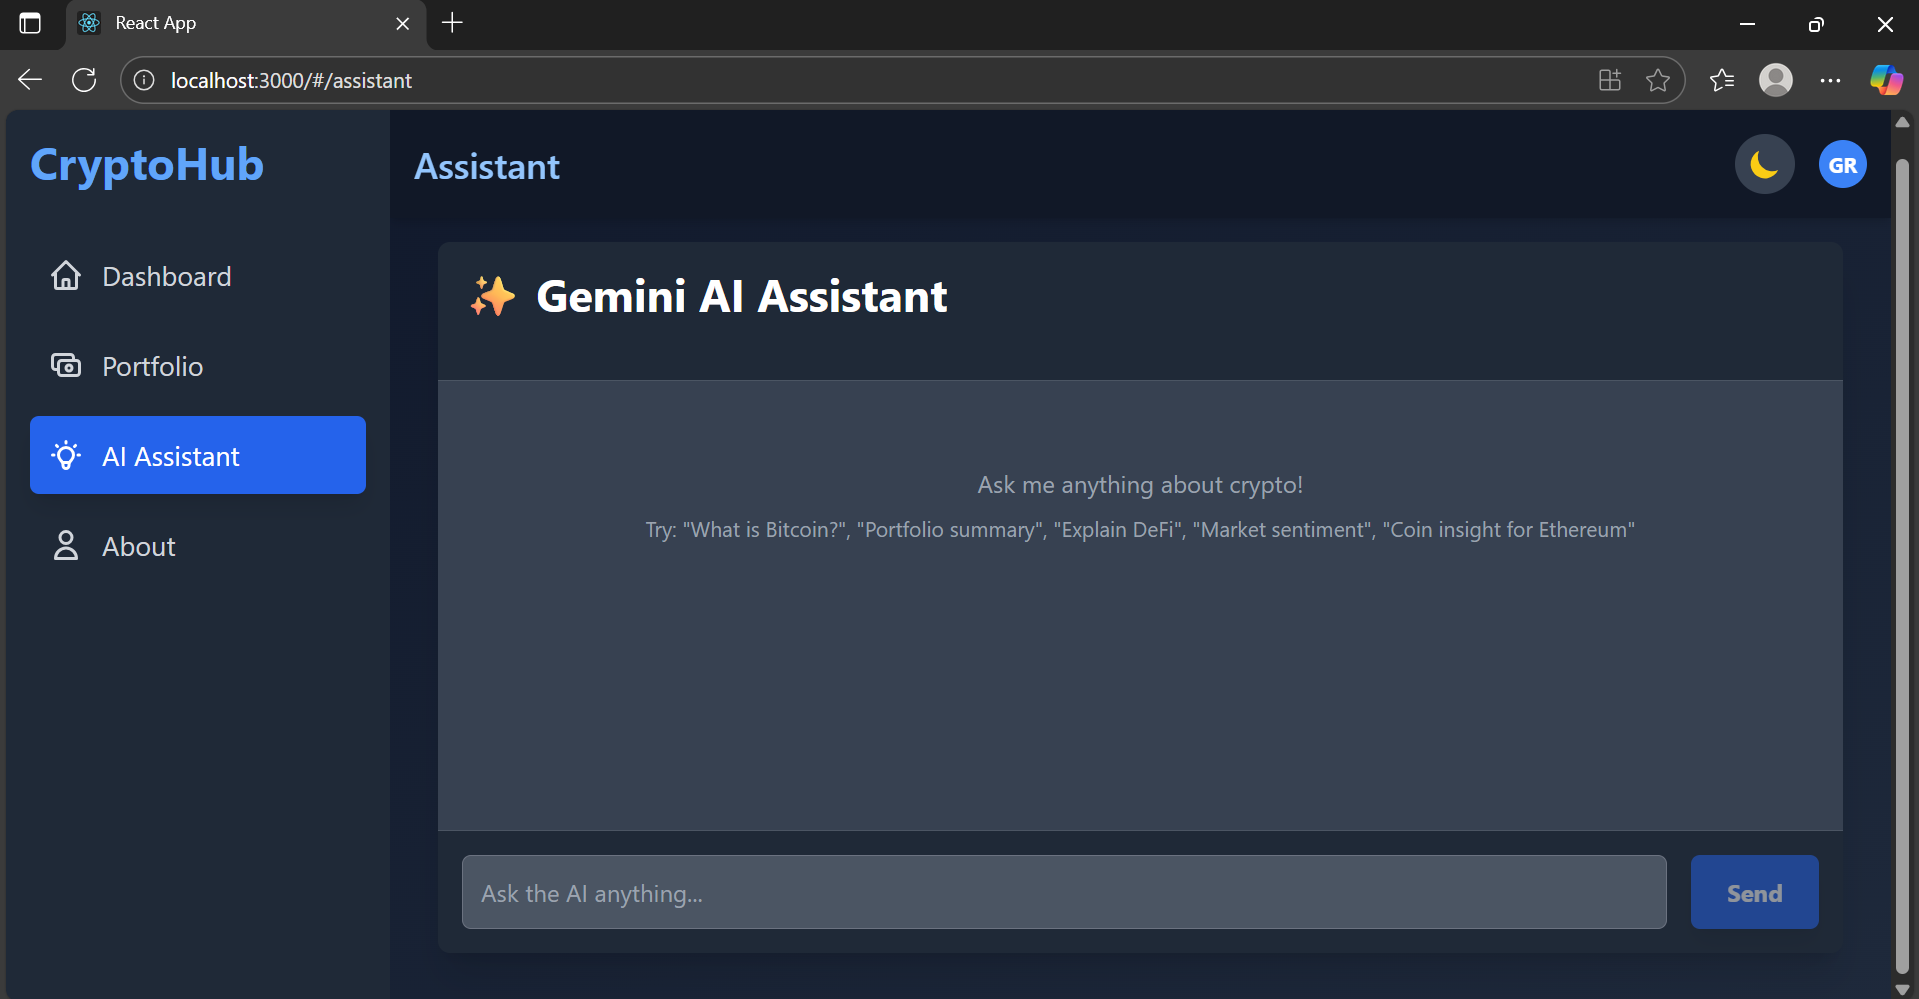 React App
localhost:3000/#/assistant
CryptoHub
Assistant
GR
Dashboard
Portfolio
AI Assistant
About
✨ Gemini AI Assistant
Ask me anything about crypto!
Try: "What is Bitcoin?", "Portfolio summary", "Explain DeFi", "Market sentiment", "Coin insight for Ethereum"
Ask the AI anything...
Send